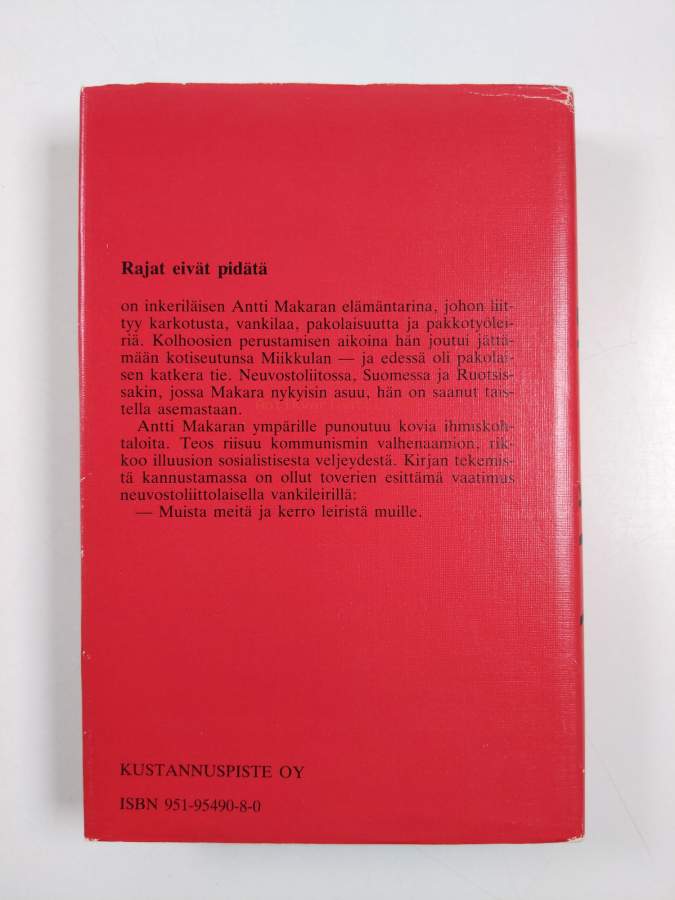 Rajat eivät pidätä
on inkeriläisen Antti Makaran elämäntarina, johon liit-
tyy karkotusta, vankilaa, pakolaisuutta ja pakkotyölei-
riä. Kolhoosien perustamisen aikoina hän joutui jättä-
mään kotiseutunsa Miikkulan — ja edessä oli pakolai-
sen katkera tie. Neuvostoliitossa, Suomessa ja Ruotsis-
sakin, jossa Makara nykyisin asuu, hän on saanut tais-
tella asemastaan.
Antti Makaran ympärille punoutuu kovia ihmiskoh-
taloita. Teos riisuu kommunismin valhenaamion, rik-
koo illuusion sosialistisesta veljeydestä. Kirjan tekemis-
tä kannustamassa on ollut toverien esittämä vaatimus
neuvostoliittolaisella vankileirillä:
— Muista meitä ja kerro leiristä muille.
KUSTANNUSPISTE OY
ISBN 951-95490-8-0